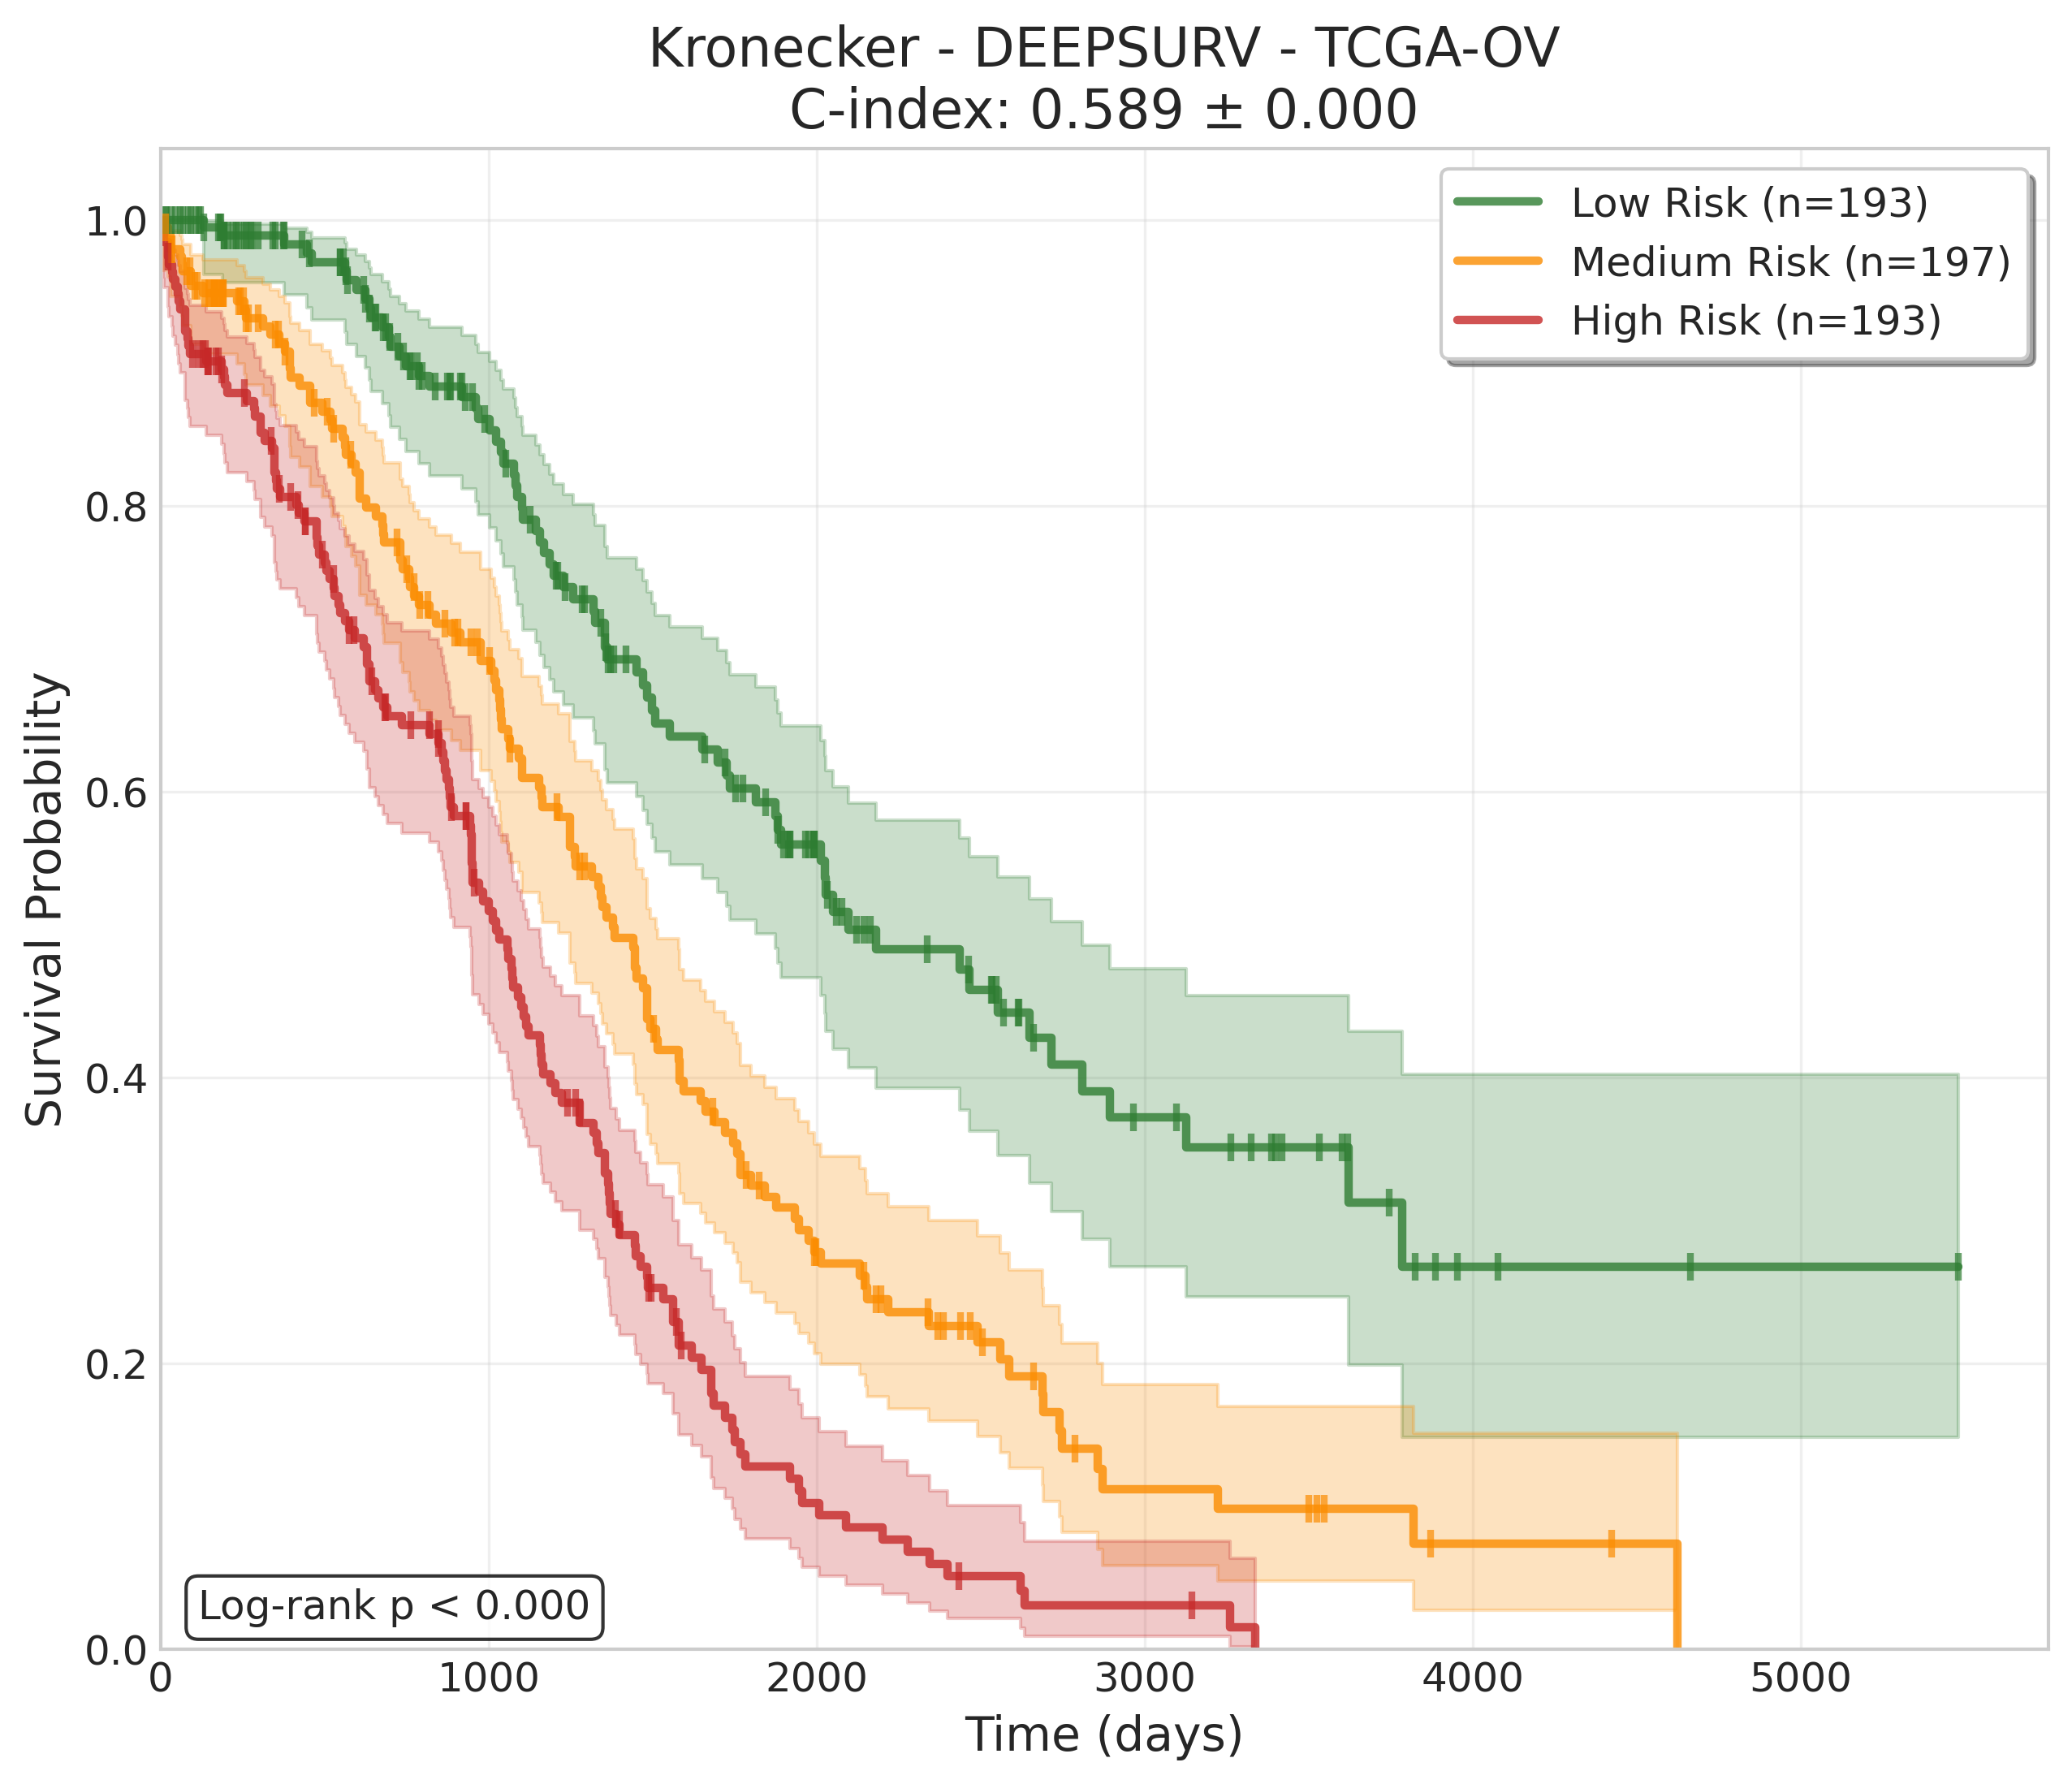 Kronecker - DEEPSURV - TCGA-OV
C-index: 0.589 ± 0.000
Low Risk (n=193)
Medium Risk (n=197)
High Risk (n=193)
Survival Probability
1.0
0.8
0.6
0.4
0.2
0.0
Log-rank p < 0.000
0 1000 2000 3000 4000 5000
Time (days)